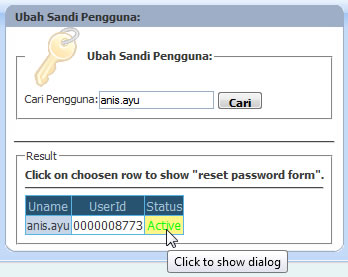 Ubah Sandi Pengguna:
Ubah Sandi Pengguna:
Cari Pengguna: anis.ayu Cari
Result
Click on choosen row to show "reset password form".
Uname UserId Status
anis.ayu 0000008773 Active
Click to show dialog